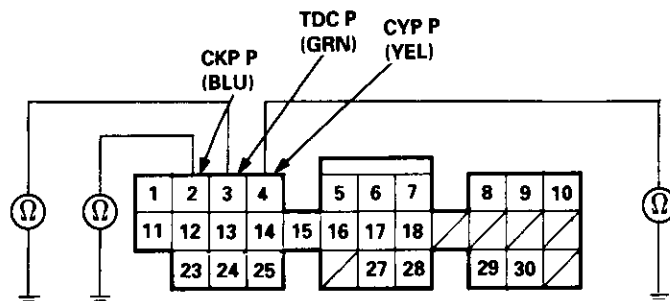 TDC P
(GRN)
CYP P
(YEL)
CKP P
(BLU)
1 2 3 4 5 6 7 8 9 10
Ω Ω Ω
11 12 13 14 15 16 17 18
23 24 25 27 28 29 30